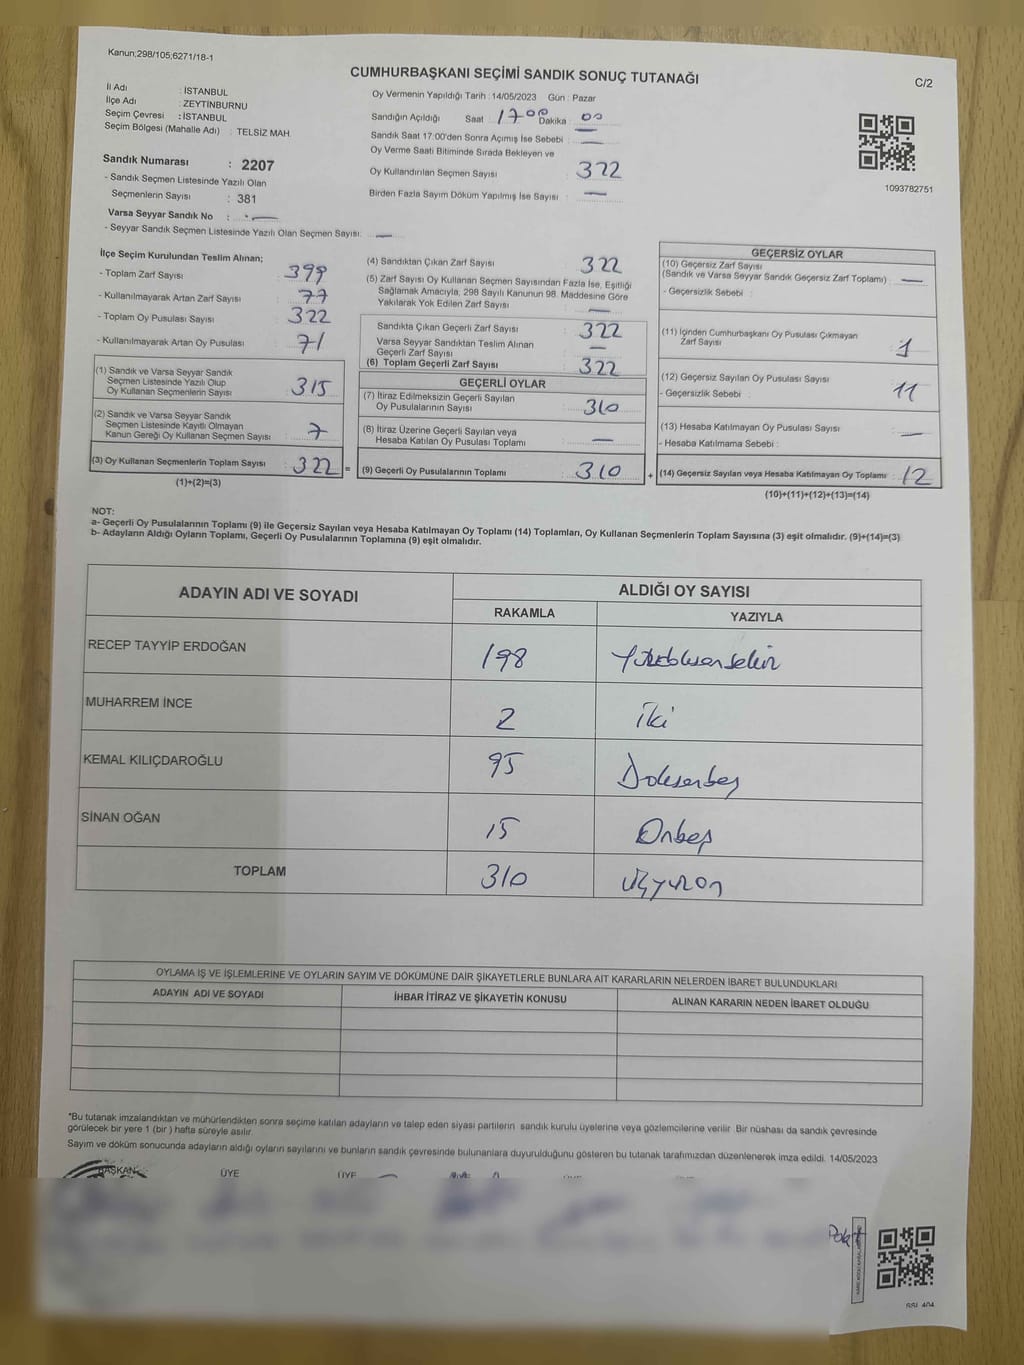 Kanun;298/105;6271/18-1
CUMHURBAŞKANI SEÇİMİ SANDIK SONUÇ TUTANAĞI
C/2
İl Adı : İSTANBUL
İlçe Adı : ZEYTİNBURNU
Seçim Çevresi : İSTANBUL
Seçim Bölgesi (Mahalle Adı) : TELSİZ MAH.
Sandık Numarası : 2207
- Sandık Seçmen Listesinde Yazılı Olan
Seçmenlerin Sayısı : 381
Varsa Seyyar Sandık No : —
- Seyyar Sandık Seçmen Listesinde Yazılı Olan Seçmen Sayısı: —
Oy Vermenin Yapıldığı Tarih : 14/05/2023 Gün : Pazar
Sandığın Açıldığı Saat : 17:00 Dakika : 00
Sandık Saat 17:00'den Sonra Açımış İse Sebebi : —
Oy Verme Saati Bitiminde Sırada Bekleyen ve
Oy Kullandırılan Seçmen Sayısı : 322
Birden Fazla Sayım Döküm Yapılmış İse Sayısı : —
1093782751
İlçe Seçim Kurulundan Teslim Alınan;
- Toplam Zarf Sayısı : 399
- Kullanılmayarak Artan Zarf Sayısı : 77
- Toplam Oy Pusulası Sayısı : 322
- Kullanılmayarak Artan Oy Pusulası : 71
(1) Sandık ve Varsa Seyyar Sandık
Seçmen Listesinde Yazılı Olup
Oy Kullanan Seçmenlerin Sayısı : 315
(2) Sandık ve Varsa Seyyar Sandık
Seçmen Listesinde Kayıtlı Olmayan
Kanun Gereği Oy Kullanan Seçmen Sayısı : 7
(3) Oy Kullanan Seçmenlerin Toplam Sayısı : 322 =
(1)+(2)=(3)
(4) Sandıktan Çıkan Zarf Sayısı : 322
(5) Zarf Sayısı Oy Kullanan Seçmen Sayısından Fazla İse, Eşitliği
Sağlamak Amacıyla, 298 Sayılı Kanunun 98. Maddesine Göre
Yakılarak Yok Edilen Zarf Sayısı : —
Sandıkta Çıkan Geçerli Zarf Sayısı : 322
Varsa Seyyar Sandıktan Teslim Alınan
Geçerli Zarf Sayısı : —
(6) Toplam Geçerli Zarf Sayısı : 322
GEÇERLİ OYLAR
(7) İtiraz Edilmeksizin Geçerli Sayılan
Oy Pusulalarının Sayısı : 310
(8) İtiraz Üzerine Geçerli Sayılan veya
Hesaba Katılan Oy Pusulası Toplamı : —
(9) Geçerli Oy Pusulalarının Toplamı : 310 +
GEÇERSİZ OYLAR
(10) Geçersiz Zarf Sayısı
(Sandık ve Varsa Seyyar Sandık Geçersiz Zarf Toplamı) : —
- Geçersizlik Sebebi :
(11) İçinden Cumhurbaşkanı Oy Pusulası Çıkmayan
Zarf Sayısı : 1
(12) Geçersiz Sayılan Oy Pusulası Sayısı : 11
- Geçersizlik Sebebi :
(13) Hesaba Katılmayan Oy Pusulası Sayısı : —
- Hesaba Katılmama Sebebi :
(14) Geçersiz Sayılan veya Hesaba Katılmayan Oy Toplamı : 12
(10)+(11)+(12)+(13)=(14)
NOT:
a- Geçerli Oy Pusulalarının Toplamı (9) ile Geçersiz Sayılan veya Hesaba Katılmayan Oy Toplamı (14) Toplamları, Oy Kullanan Seçmenlerin Toplam Sayısına (3) eşit olmalıdır. (9)+(14)=(3)
b- Adayların Aldığı Oyların Toplamı, Geçerli Oy Pusulalarının Toplamına (9) eşit olmalıdır.
ADAYIN ADI VE SOYADI
ALDIĞI OY SAYISI
RAKAMLA YAZIYLA
RECEP TAYYİP ERDOĞAN 198
MUHARREM İNCE 2 iki
KEMAL KILIÇDAROĞLU 95 Doksanbeş
SİNAN OĞAN 15 Onbeş
TOPLAM 310 Üçyüzon
OYLAMA İŞ VE İŞLEMLERİNE VE OYLARIN SAYIM VE DÖKÜMÜNE DAİR ŞİKAYETLERLE BUNLARA AİT KARARLARIN NELERDEN İBARET BULUNDUKLARI
ADAYIN ADI VE SOYADI İHBAR İTİRAZ VE ŞİKAYETİN KONUSU ALINAN KARARIN NEDEN İBARET OLDUĞU
*Bu tutanak imzalandıktan ve mühürlendikten sonra seçime katılan adayların ve talep eden siyasi partilerin sandık kurulu üyelerine veya gözlemcilerine verilir. Bir nüshası da sandık çevresinde
görülecek bir yere 1 (bir ) hafta süreyle asılır.
Sayım ve döküm sonucunda adayların aldığı oyların sayılarını ve bunların sandık çevresinde bulunanlara duyurulduğunu gösteren bu tutanak tarafımızdan düzenlenerek imza edildi. 14/05/2023
BAŞKAN ÜYE ÜYE